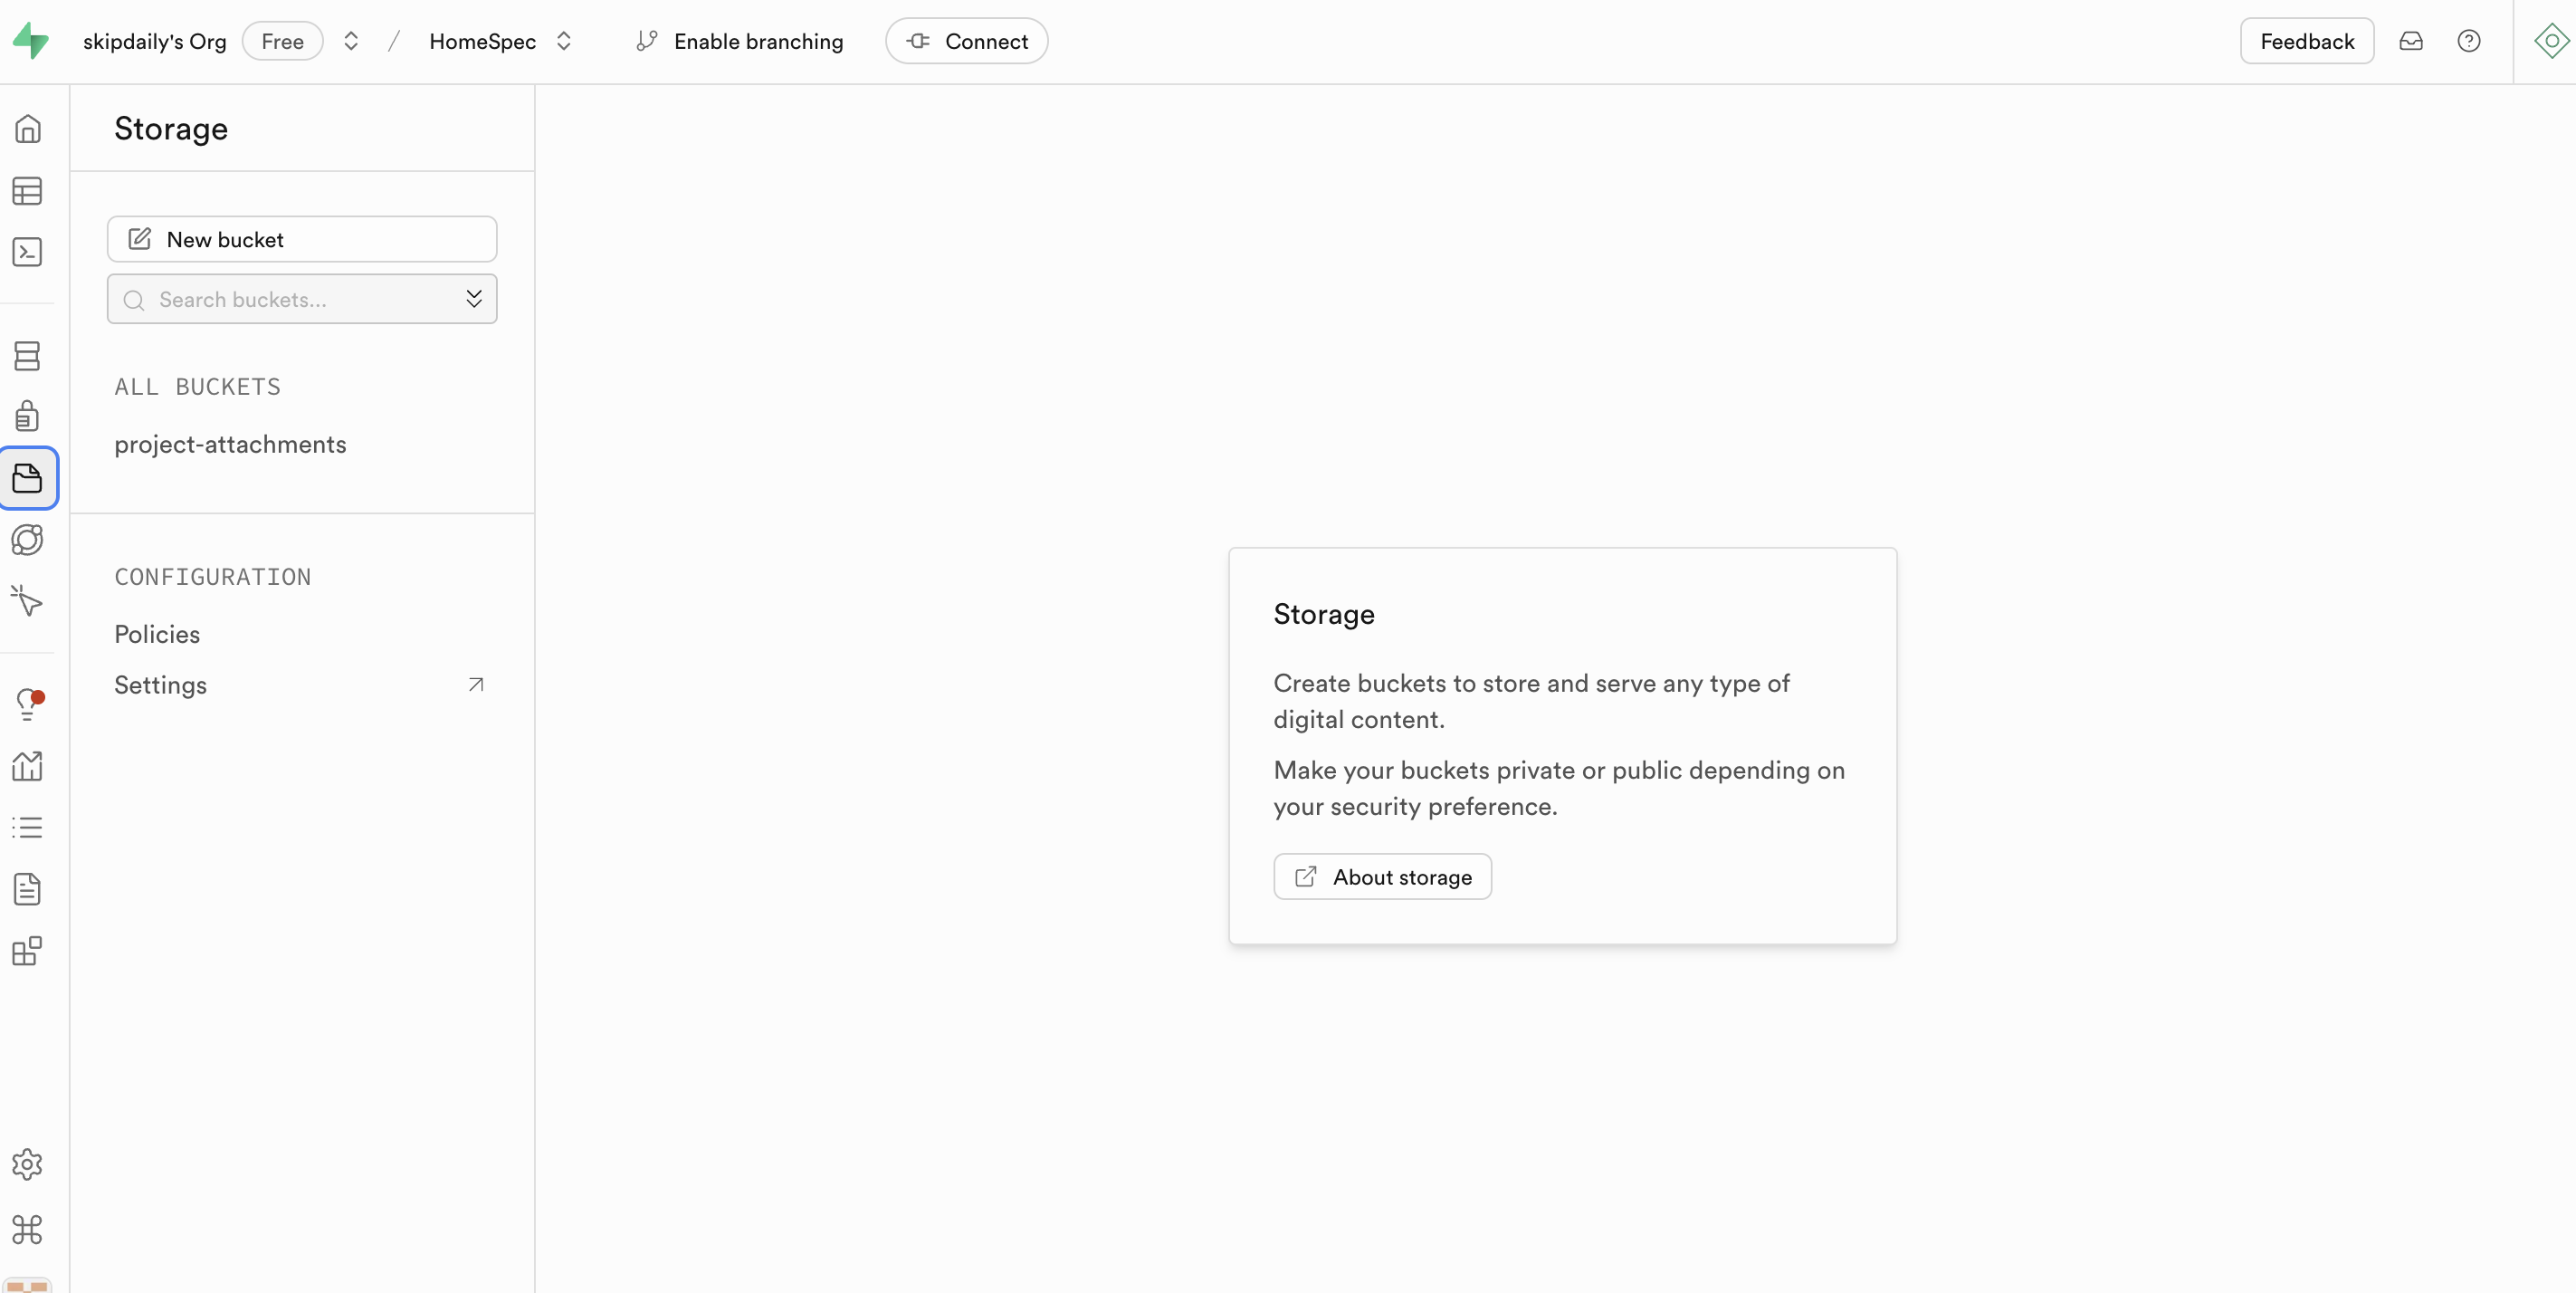 skipdaily's Org Free / HomeSpec Enable branching Connect Feedback
Storage
New bucket
Search buckets...
ALL BUCKETS
project-attachments
CONFIGURATION
Policies
Settings
Storage
Create buckets to store and serve any type of
digital content.
Make your buckets private or public depending on
your security preference.
About storage